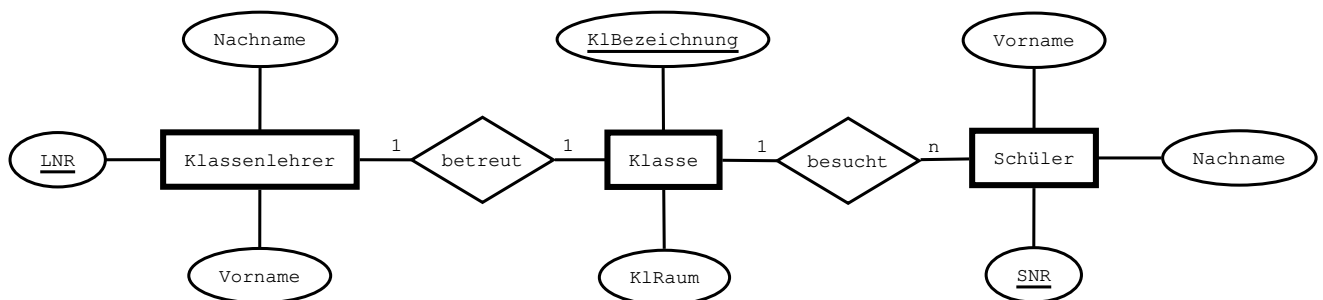 Nachname
KlBezeichnung
Vorname
LNR
Klassenlehrer
1
betreut
1
Klasse
1
besucht
n
Schüler
Nachname
Vorname
KlRaum
SNR